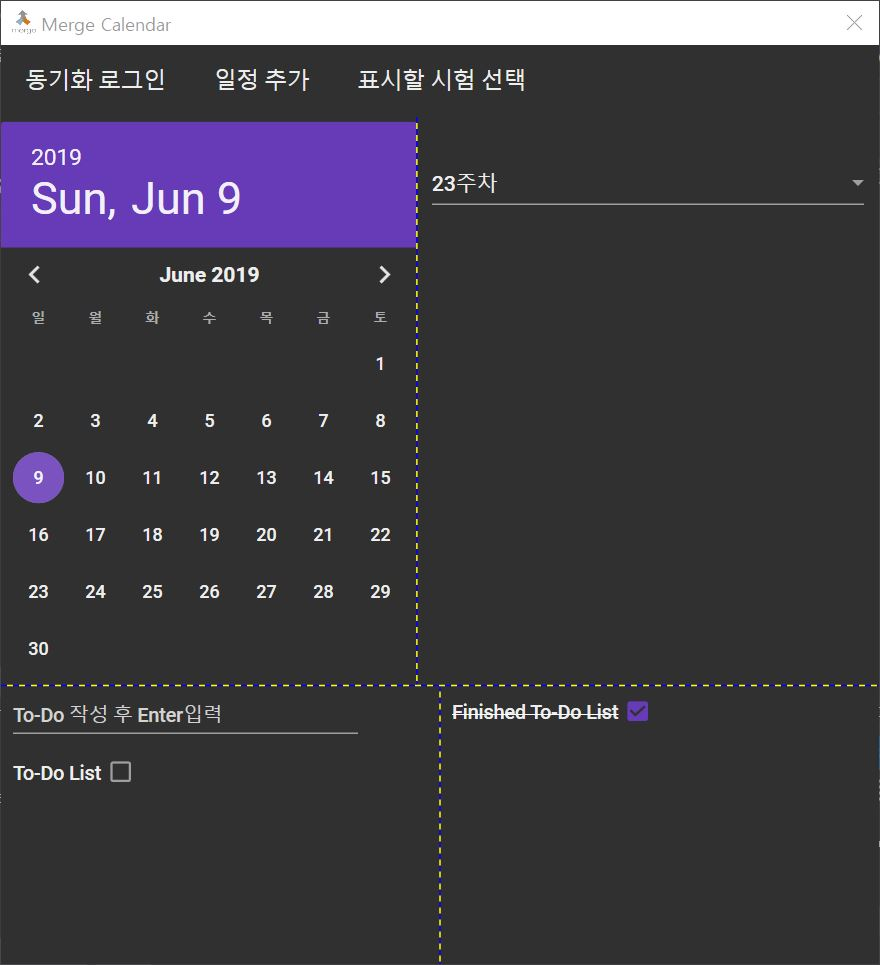 merge Merge Calendar
동기화 로그인 일정 추가 표시할 시험 선택
2019
Sun, Jun 9
23주차
June 2019
일 월 화 수 목 금 토
1
2 3 4 5 6 7 8
9 10 11 12 13 14 15
16 17 18 19 20 21 22
23 24 25 26 27 28 29
30
To-Do 작성 후 Enter입력
To-Do List
Finished To-Do List